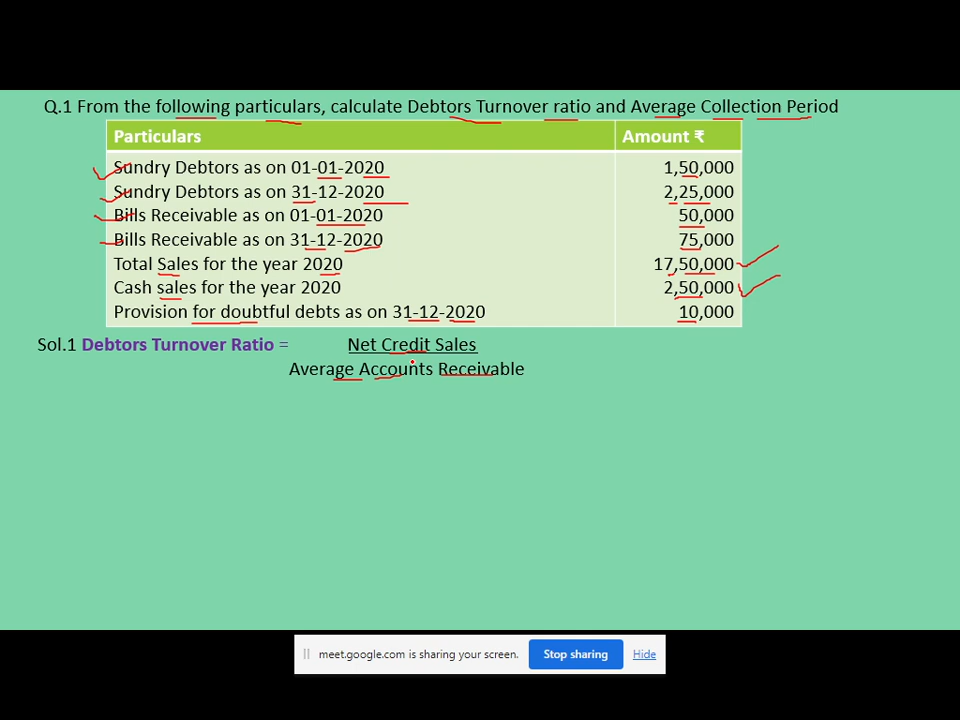 Q.1 From the following particulars, calculate Debtors Turnover ratio and Average Collection Period
Particulars Amount ₹
Sundry Debtors as on 01-01-2020 1,50,000
Sundry Debtors as on 31-12-2020 2,25,000
Bills Receivable as on 01-01-2020 50,000
Bills Receivable as on 31-12-2020 75,000
Total Sales for the year 2020 17,50,000
Cash sales for the year 2020 2,50,000
Provision for doubtful debts as on 31-12-2020 10,000
Sol.1 Debtors Turnover Ratio = Net Credit Sales
Average Accounts Receivable
meet.google.com is sharing your screen. Stop sharing Hide